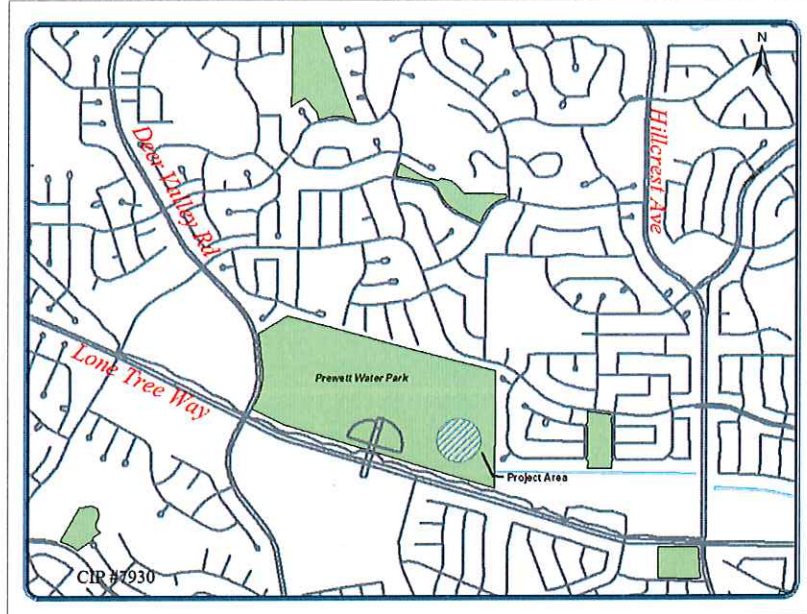 N
Deer Valley Rd
Hillcrest Ave
Lone Tree Way
Prewett Water Park
Project Area
CIP #7930